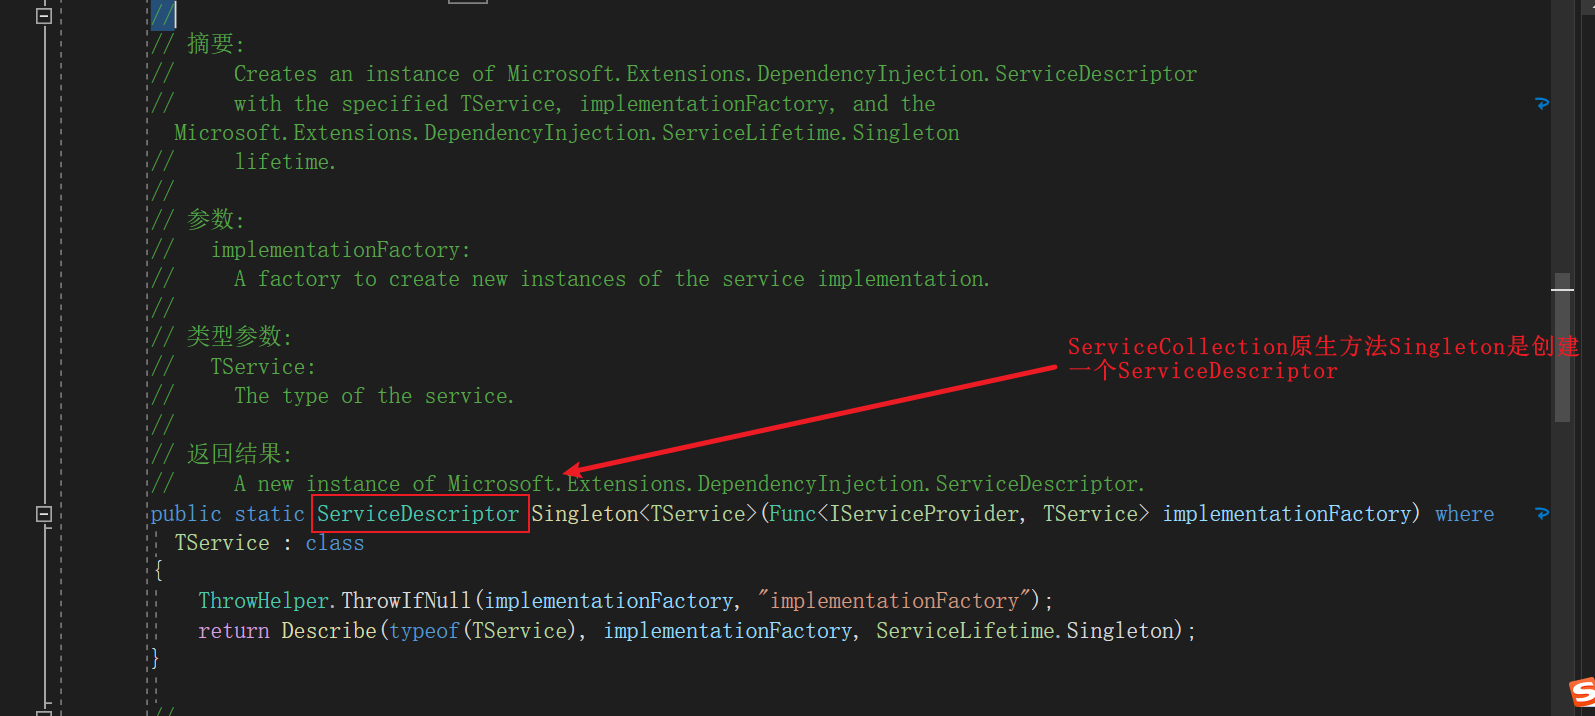 //
// 摘要:
//     Creates an instance of Microsoft.Extensions.DependencyInjection.ServiceDescriptor
//     with the specified TService, implementationFactory, and the
Microsoft.Extensions.DependencyInjection.ServiceLifetime.Singleton
//     lifetime.
//
// 参数:
//   implementationFactory:
//     A factory to create new instances of the service implementation.
//
// 类型参数:
//   TService:
//     The type of the service.
//
ServiceCollection原生方法Singleton是创建
一个ServiceDescriptor
// 返回结果:
//     A new instance of Microsoft.Extensions.DependencyInjection.ServiceDescriptor.
public static ServiceDescriptor Singleton<TService>(Func<IServiceProvider, TService> implementationFactory) where
TService : class
{
ThrowHelper.ThrowIfNull(implementationFactory, "implementationFactory");
return Describe(typeof(TService), implementationFactory, ServiceLifetime.Singleton);
}
//